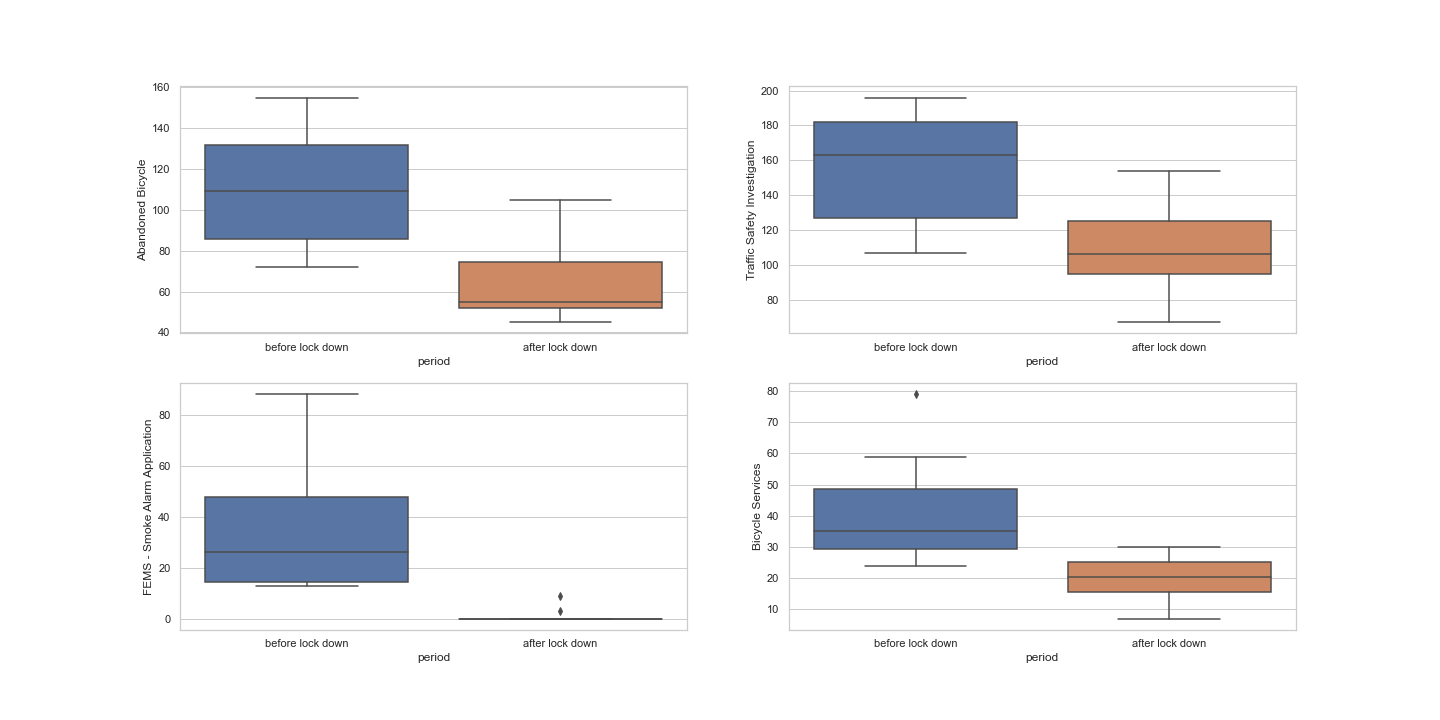 Abandoned Bicycle
160
140
120
100
80
60
40
before lock down
after lock down
period
Traffic Safety Investigation
200
180
160
140
120
100
80
before lock down
after lock down
period
FEMS - Smoke Alarm Application
80
60
40
20
0
before lock down
after lock down
period
Bicycle Services
80
70
60
50
40
30
20
10
before lock down
after lock down
period